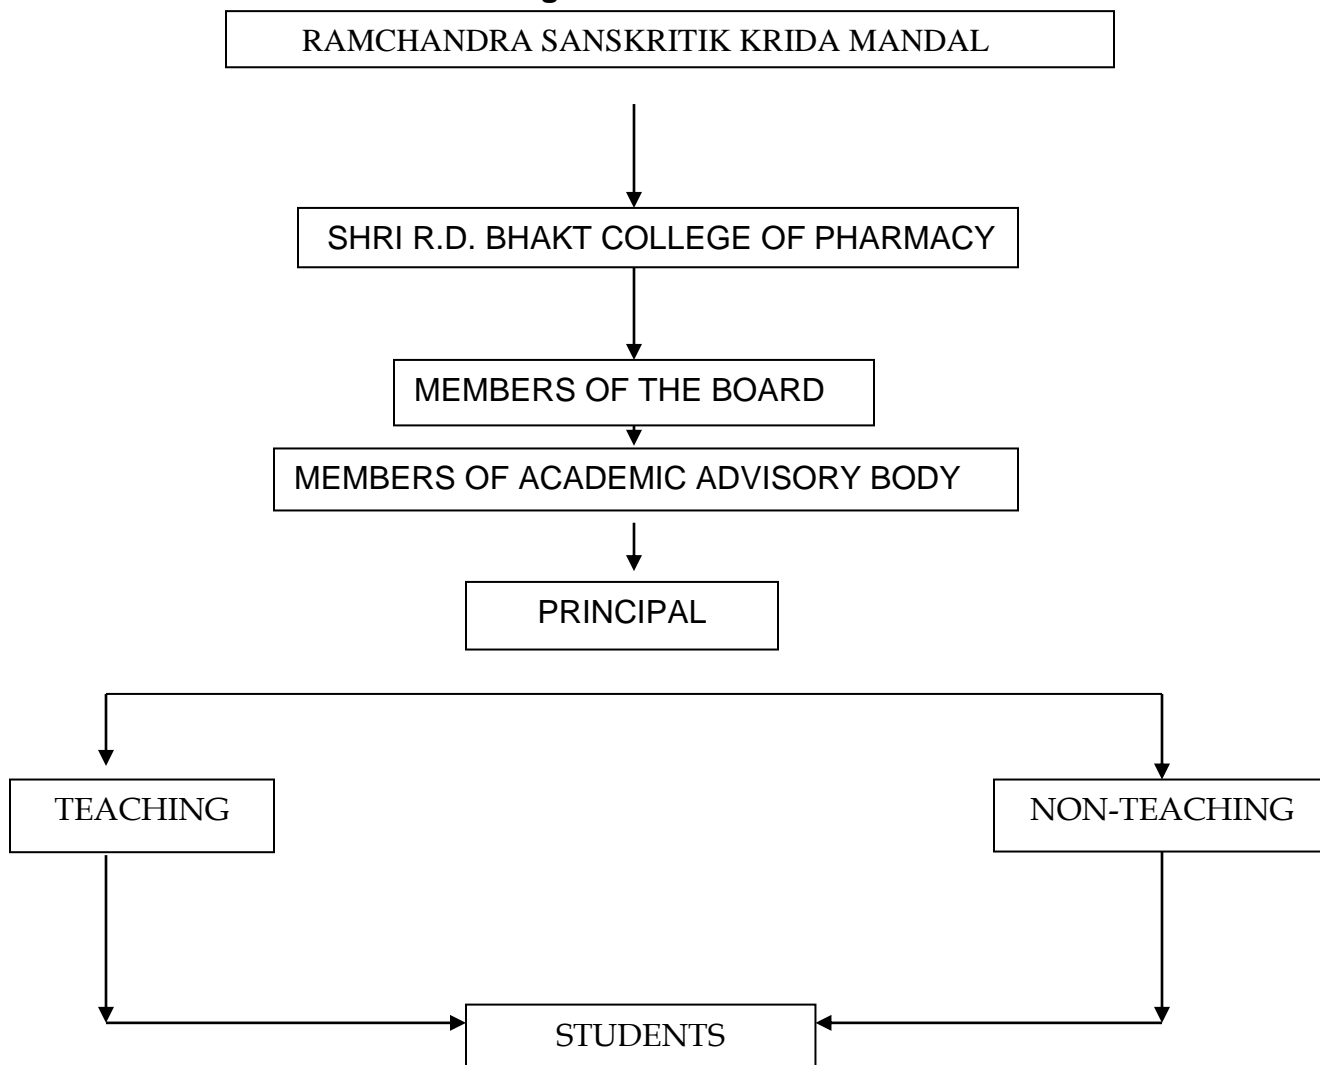 RAMCHANDRA SANSKRITIK KRIDA MANDAL
SHRI R.D. BHAKT COLLEGE OF PHARMACY
MEMBERS OF THE BOARD
MEMBERS OF ACADEMIC ADVISORY BODY
PRINCIPAL
TEACHING
NON-TEACHING
STUDENTS